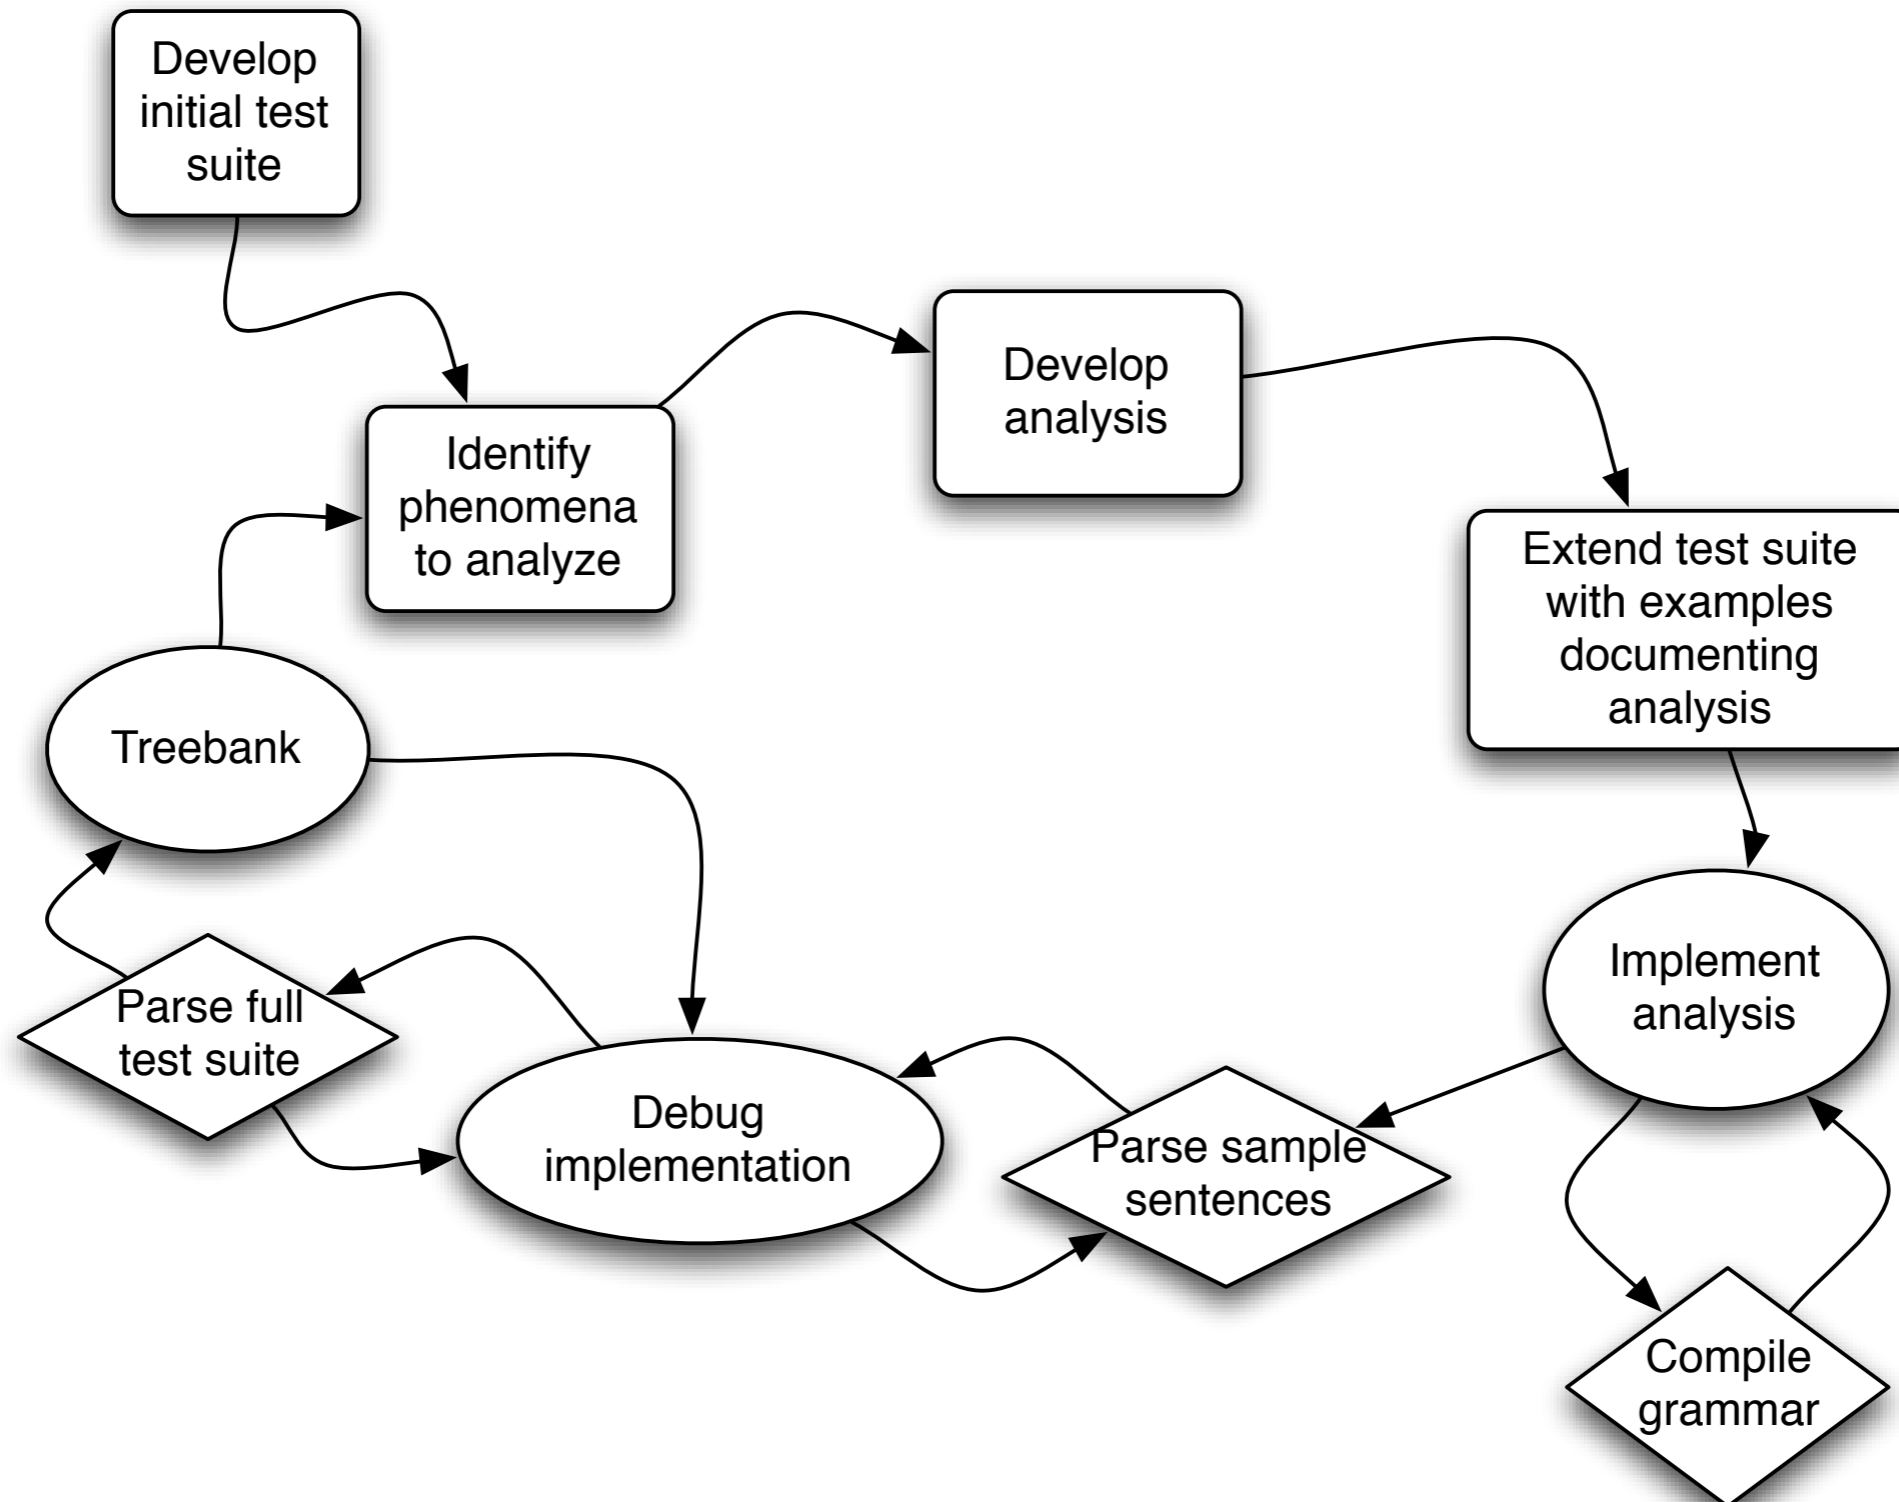 Develop
initial test
suite
Identify
phenomena
to analyze
Develop
analysis
Extend test suite
with examples
documenting
analysis
Treebank
Implement
analysis
Parse full
test suite
Debug
implementation
Parse sample
sentences
Compile
grammar